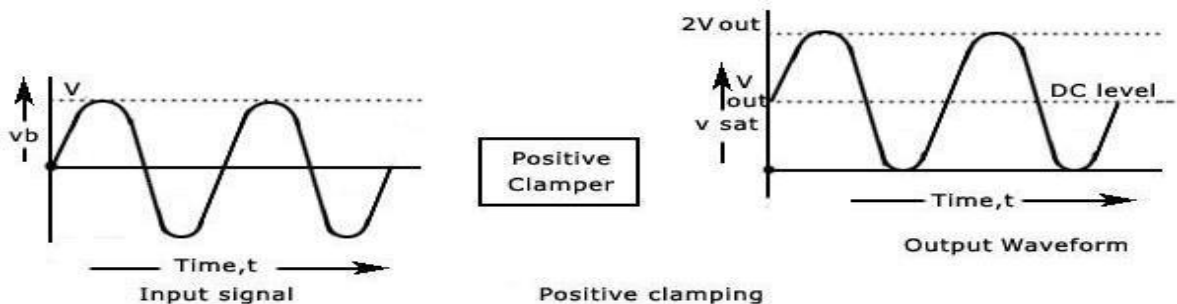 V
vb
Time,t
Input signal
Positive
Clamper
Positive clamping
2V out
V
out
v sat
DC level
Time,t
Output Waveform